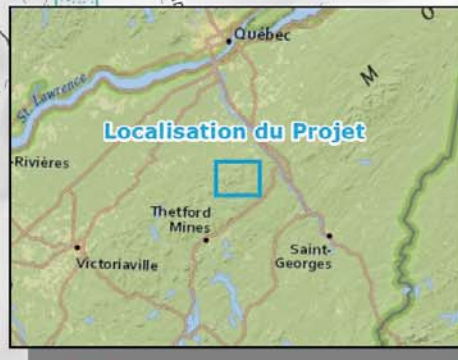 Québec
M
O
St. Lawrence
Localisation du Projet
-Rivières
Thetford
Mines
Saint-
Georges
Victoriaville